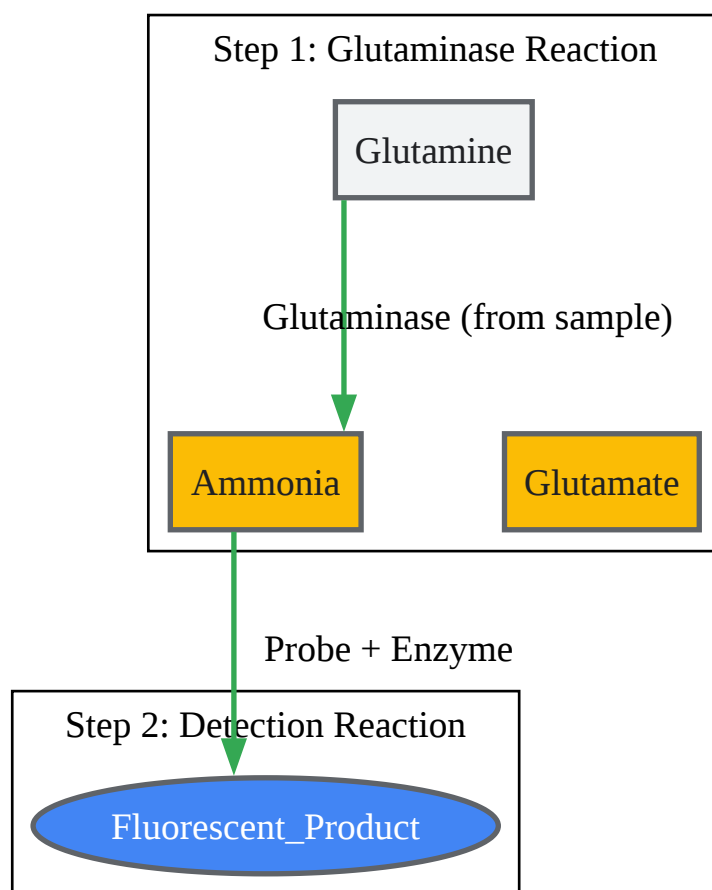 Step 1: Glutaminase Reaction
Glutamine
Glutaminase (from sample)
Ammonia
Glutamate
Probe + Enzyme
Step 2: Detection Reaction
Fluorescent_Product